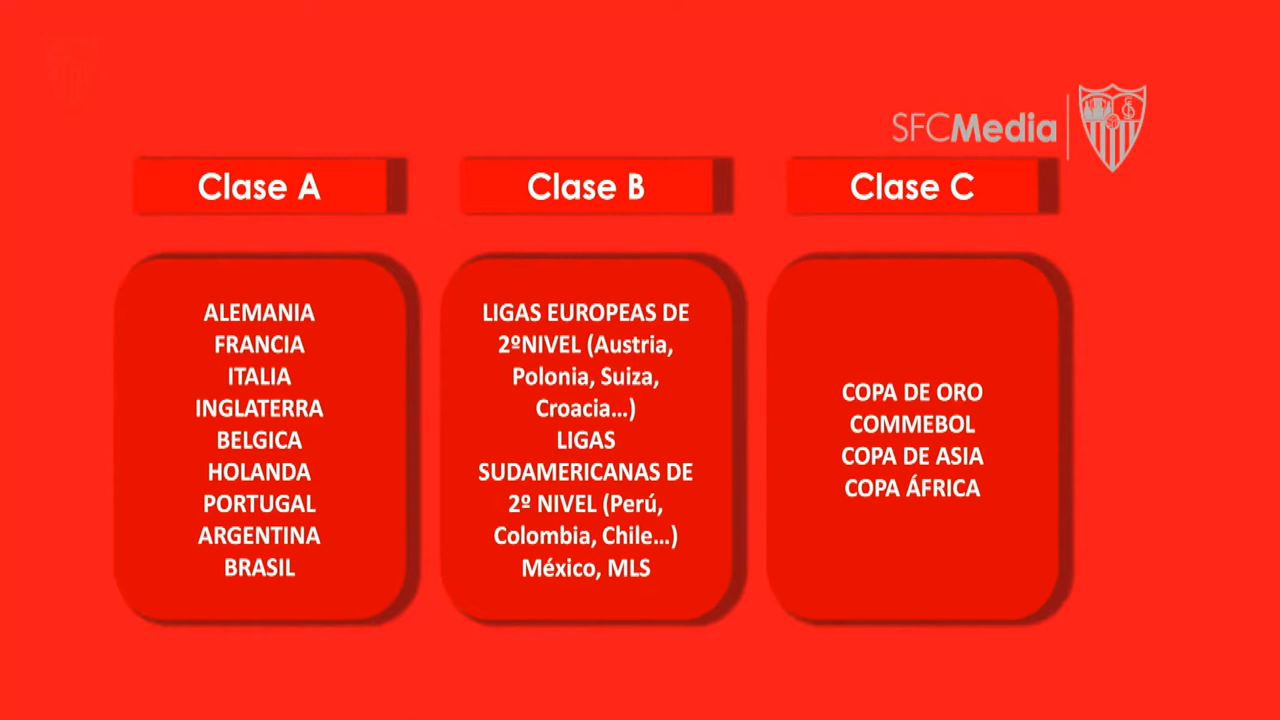 SFCMedia
Clase A
Clase B
Clase C
ALEMANIA
FRANCIA
ITALIA
INGLATERRA
BELGICA
HOLANDA
PORTUGAL
ARGENTINA
BRASIL
LIGAS EUROPEAS DE
2ºNIVEL (Austria,
Polonia, Suiza,
Croacia...)
LIGAS
SUDAMERICANAS DE
2º NIVEL (Perú,
Colombia, Chile...)
México, MLS
COPA DE ORO
COMMEBOL
COPA DE ASIA
COPA ÁFRICA